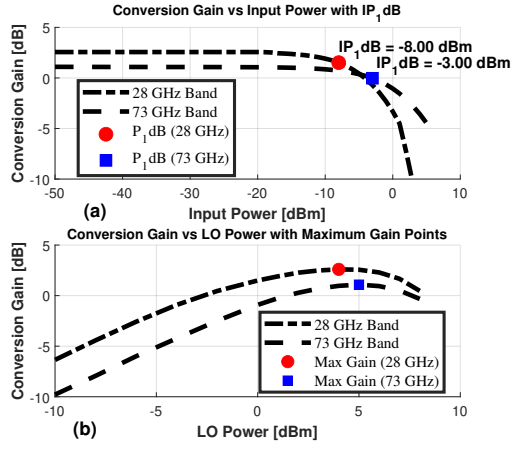 Conversion Gain vs Input Power with IP₁dB
Conversion Gain [dB]
5
0
-5
-10
IP₁dB = -8.00 dBm
IP₁dB = -3.00 dBm
28 GHz Band
73 GHz Band
P₁dB (28 GHz)
P₁dB (73 GHz)
-50 -40 -30 -20 -10 0 10
(a)
Input Power [dBm]
Conversion Gain vs LO Power with Maximum Gain Points
Conversion Gain [dB]
5
0
-5
-10
28 GHz Band
73 GHz Band
Max Gain (28 GHz)
Max Gain (73 GHz)
-10 -5 0 5 10
(b)
LO Power [dBm]